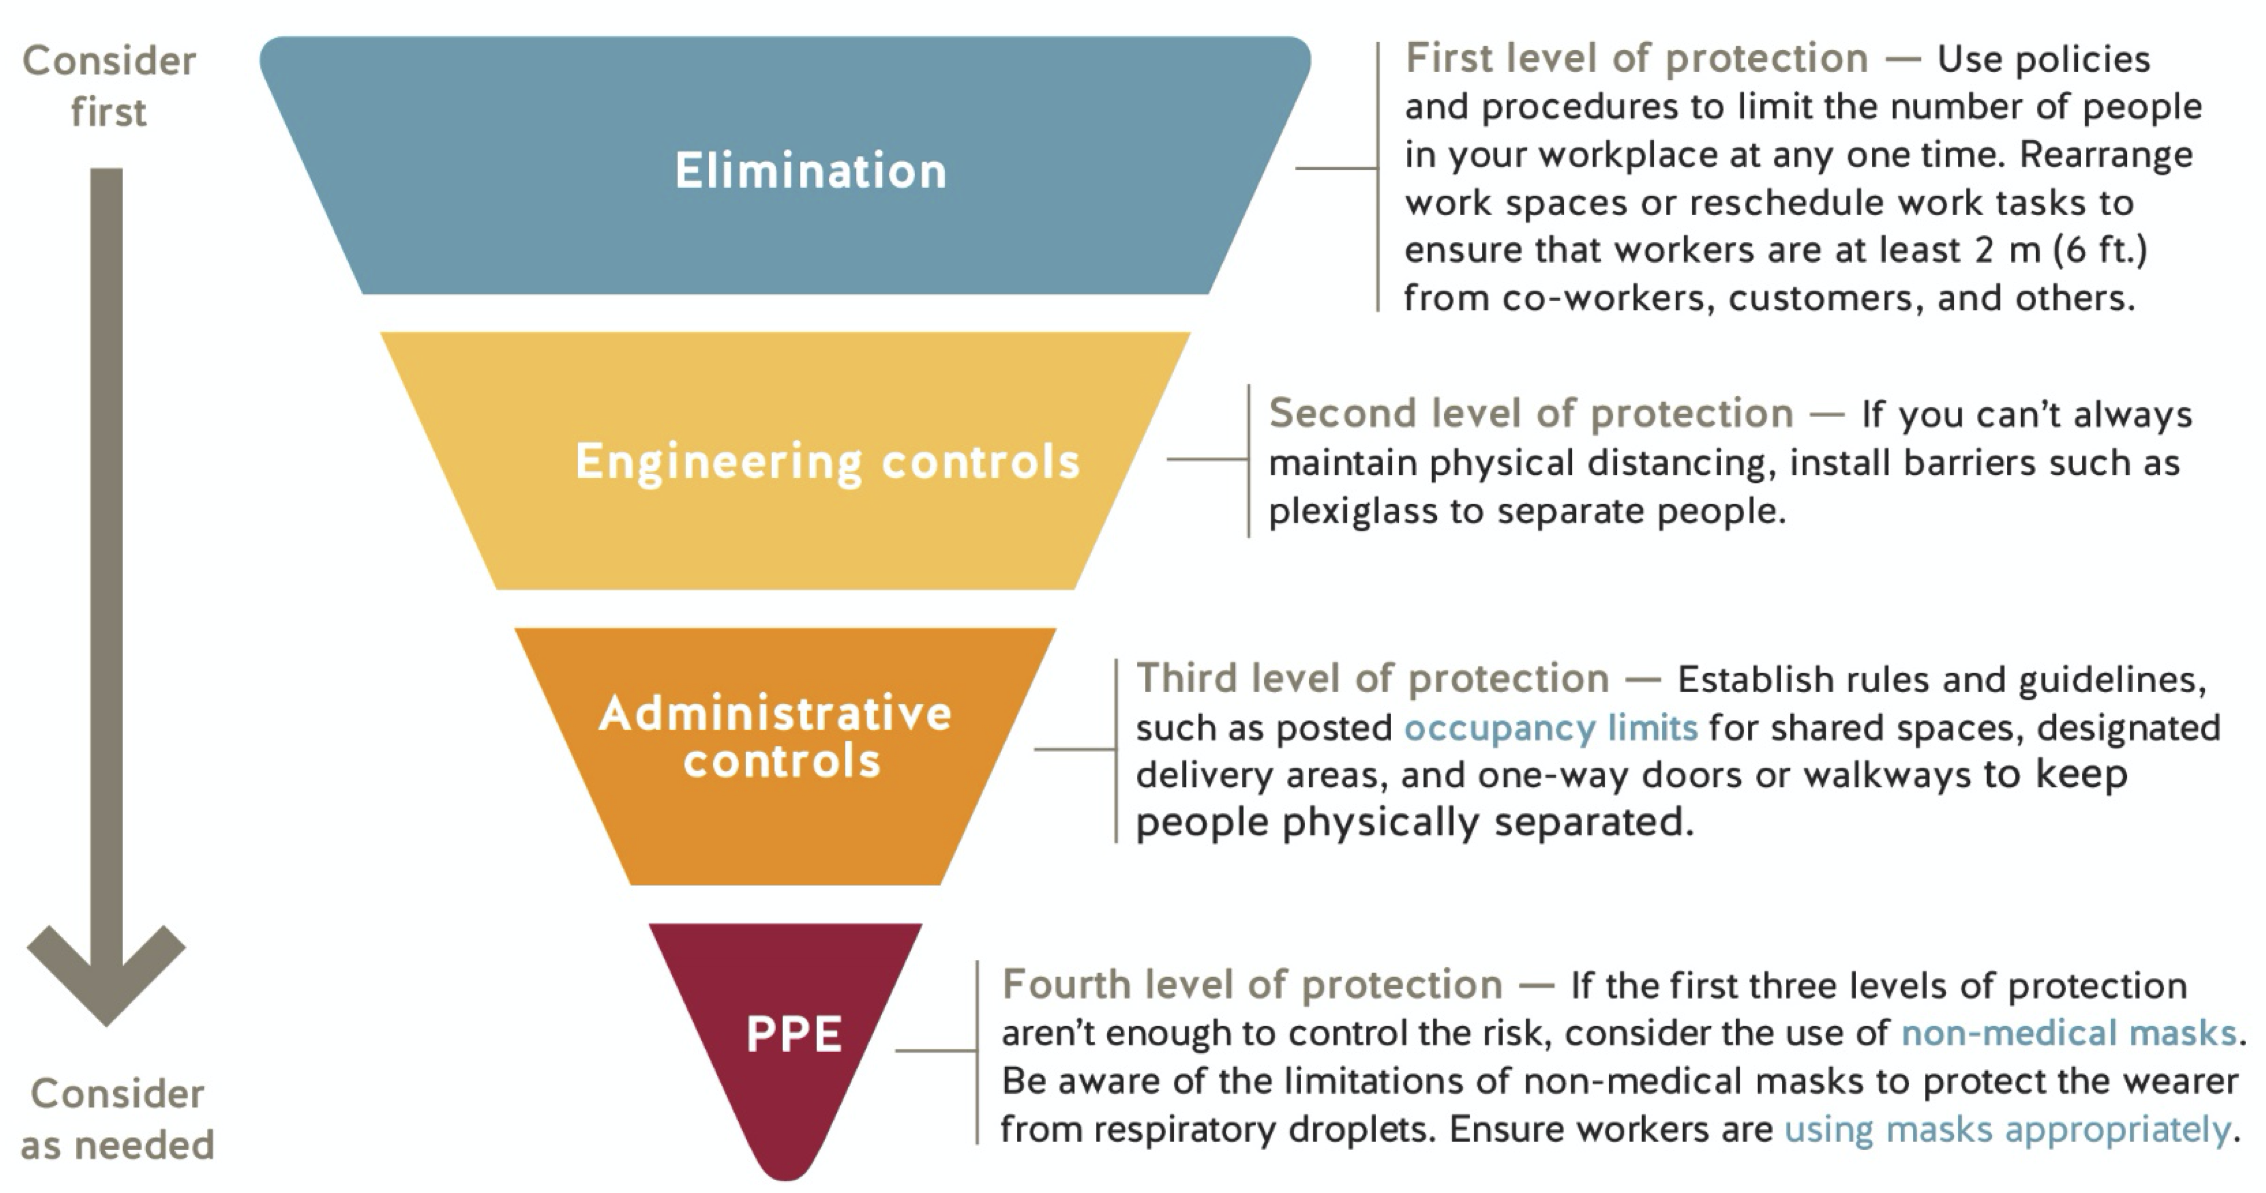 Consider
first
Elimination
First level of protection — Use policies
and procedures to limit the number of people
in your workplace at any one time. Rearrange
work spaces or reschedule work tasks to
ensure that workers are at least 2 m (6 ft.)
from co-workers, customers, and others.
Engineering controls
Second level of protection — If you can’t always
maintain physical distancing, install barriers such as
plexiglass to separate people.
Administrative
controls
Third level of protection — Establish rules and guidelines,
such as posted occupancy limits for shared spaces, designated
delivery areas, and one-way doors or walkways to keep
people physically separated.
PPE
Fourth level of protection — If the first three levels of protection
aren’t enough to control the risk, consider the use of non-medical masks.
Be aware of the limitations of non-medical masks to protect the wearer
from respiratory droplets. Ensure workers are using masks appropriately.
Consider
as needed